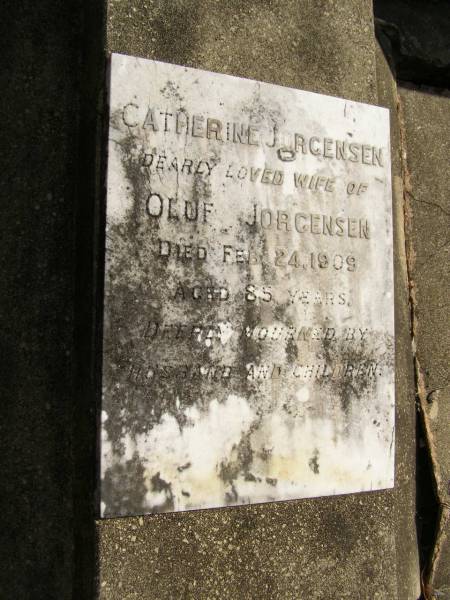 CATHERINE JORGENSEN
DEARLY LOVED WIFE OF
OLUF JORGENSEN
DIED FEB. 24, 1909
AGED 85 YEARS.
DEEPLY MOURNED BY
HUSBAND AND CHILDREN.